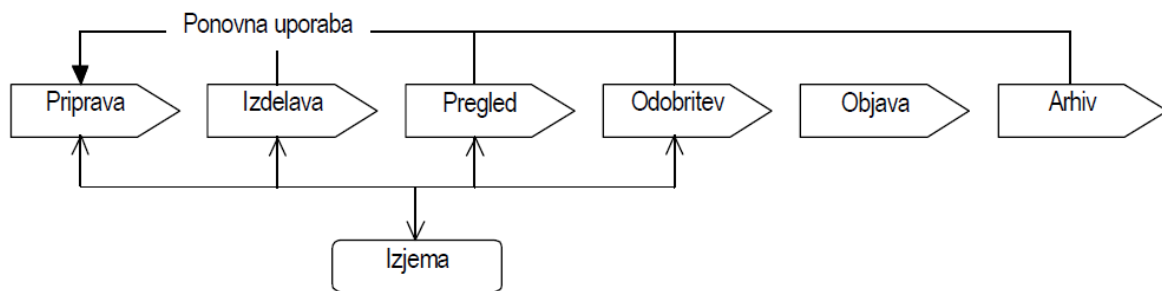 Ponovna uporaba
Priprava
Izdelava
Pregled
Odobritev
Objava
Arhiv
Izjema